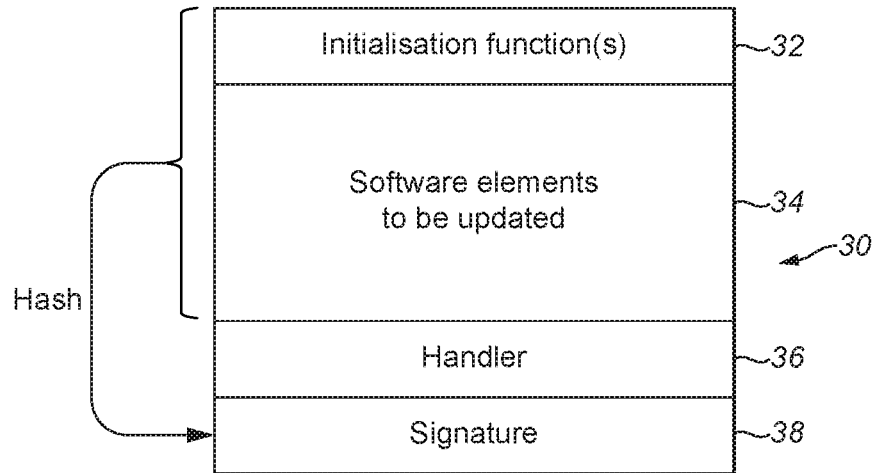 Initialisation function(s)
32
Software elements
to be updated
34
30
Hash
Handler
36
Signature
38